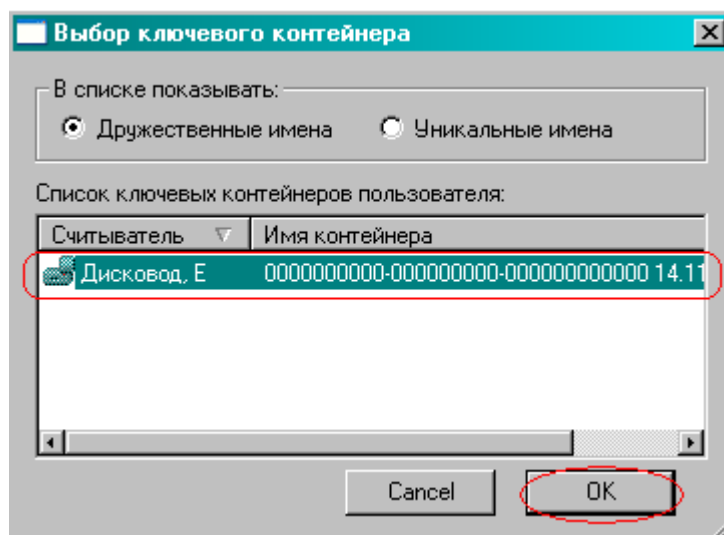 Выбор ключевого контейнера
В списке показывать:
Дружественные имена Уникальные имена
Список ключевых контейнеров пользователя:
Считыватель Имя контейнера
Дисковод, E 0000000000-000000000-000000000000 14.11
Cancel OK